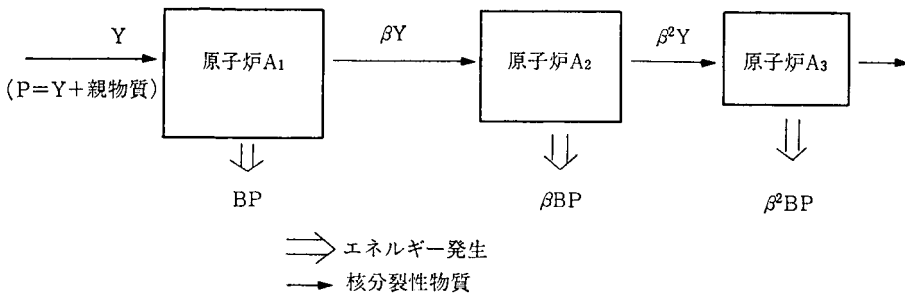 Y
βY
β²Y
原子炉A₁
原子炉A₂
原子炉A₃
(P=Y+親物質)
BP
βBP
β²BP
エネルギー発生
核分裂性物質